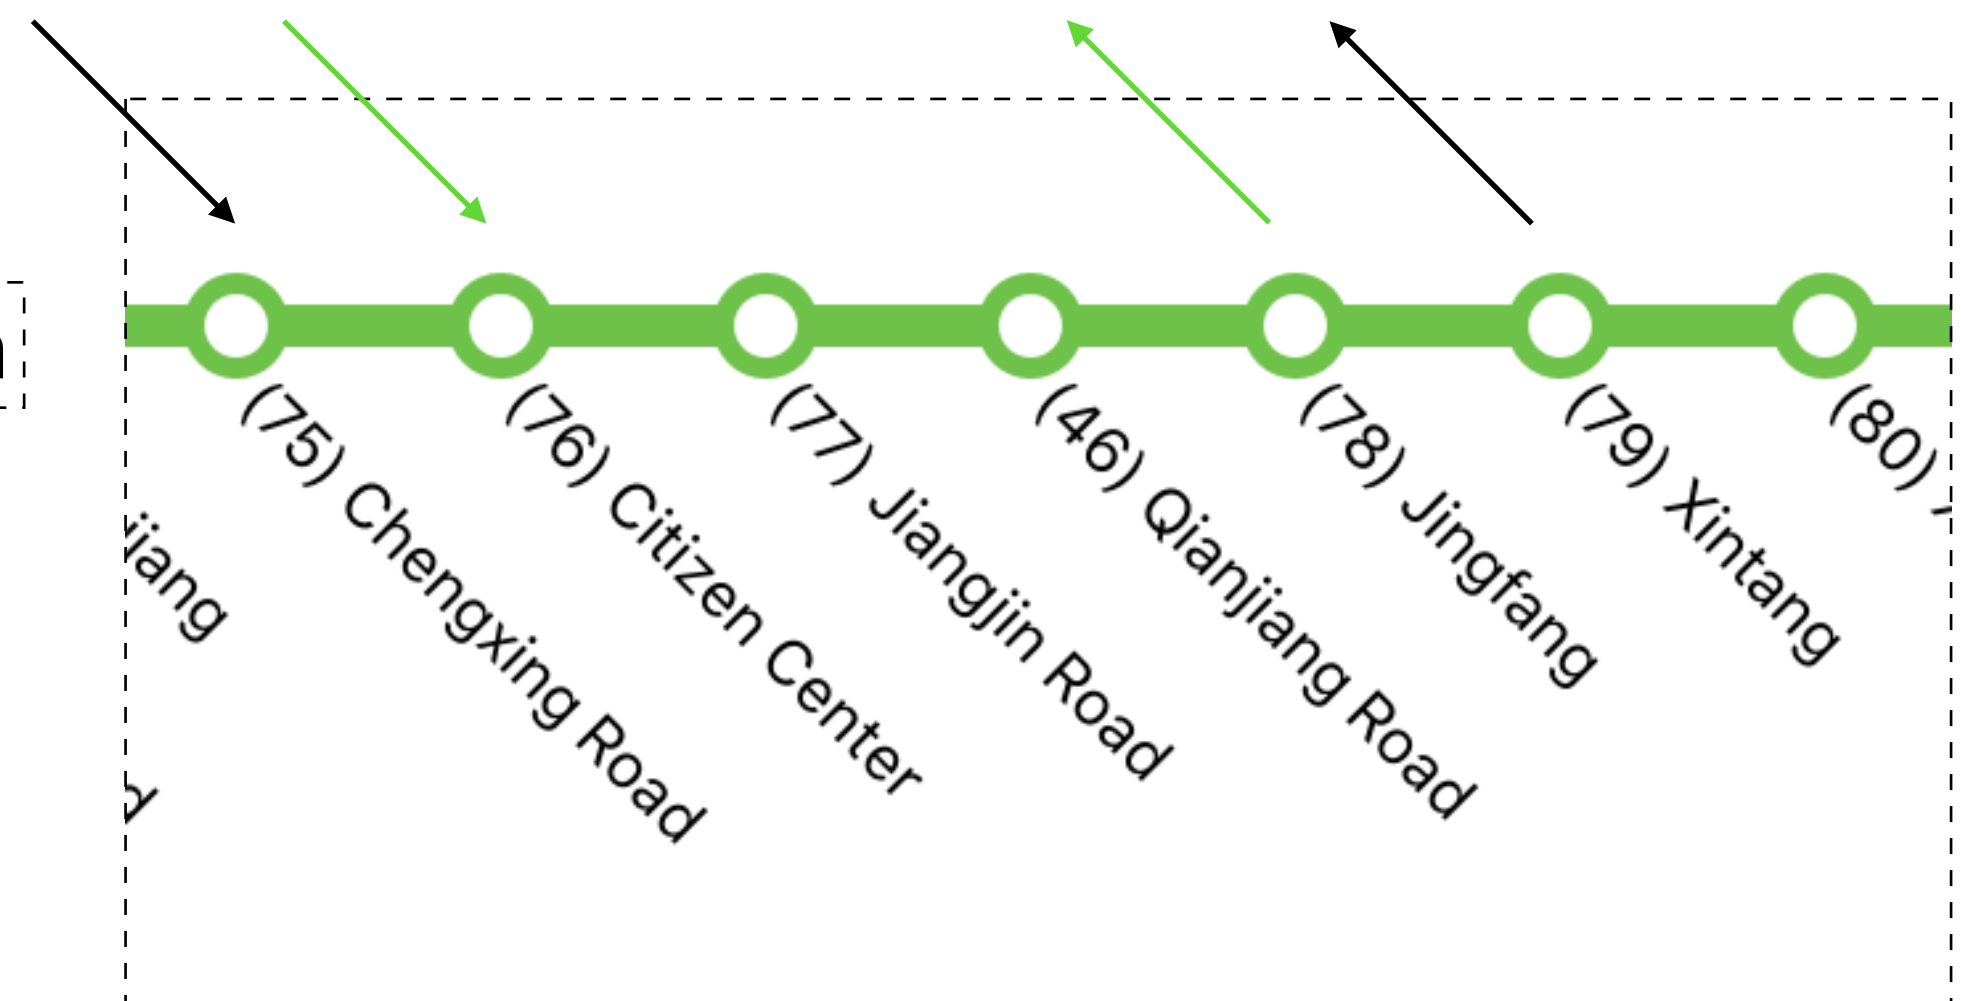 (75) Chengxing Road
(76) Citizen Center
(77) Jiangjin Road
(46) Qianjiang Road
(78) Jingfang
(79) Xintang
(80)